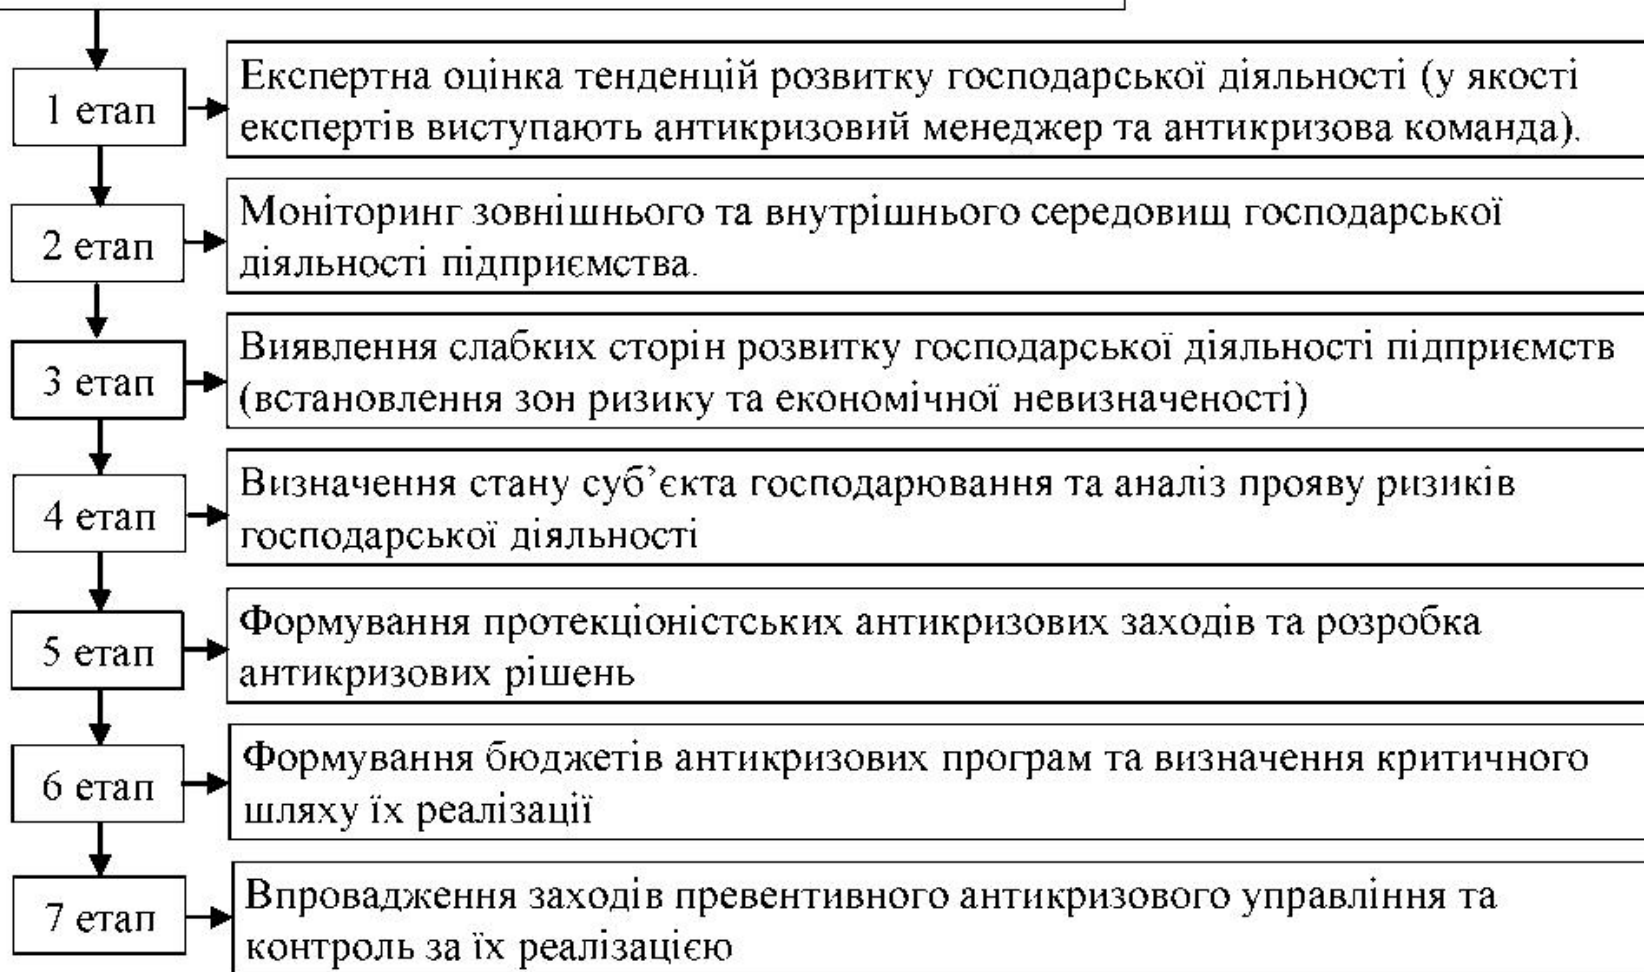 1 етап
Експертна оцінка тенденцій розвитку господарської діяльності (у якості
експертів виступають антикризовий менеджер та антикризова команда).
2 етап
Моніторинг зовнішнього та внутрішнього середовищ господарської
діяльності підприємства.
3 етап
Виявлення слабких сторін розвитку господарської діяльності підприємств
(встановлення зон ризику та економічної невизначеності)
4 етап
Визначення стану суб’єкта господарювання та аналіз прояву ризиків
господарської діяльності
5 етап
Формування протекціоністських антикризових заходів та розробка
антикризових рішень
6 етап
Формування бюджетів антикризових програм та визначення критичного
шляху їх реалізації
7 етап
Впровадження заходів превентивного антикризового управління та
контроль за їх реалізацією